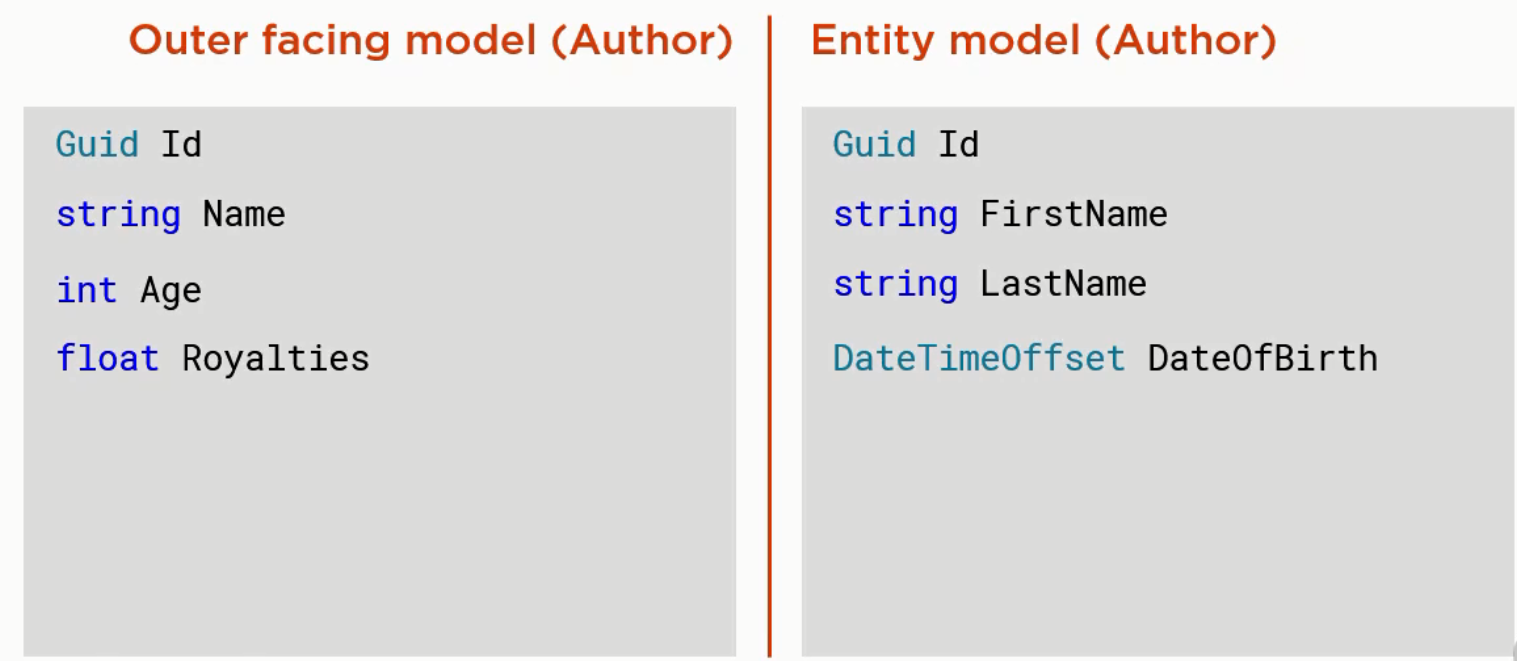 Outer facing model (Author)
Guid Id
string Name
int Age
float Royalties
Entity model (Author)
Guid Id
string FirstName
string LastName
DateTimeOffset DateOfBirth